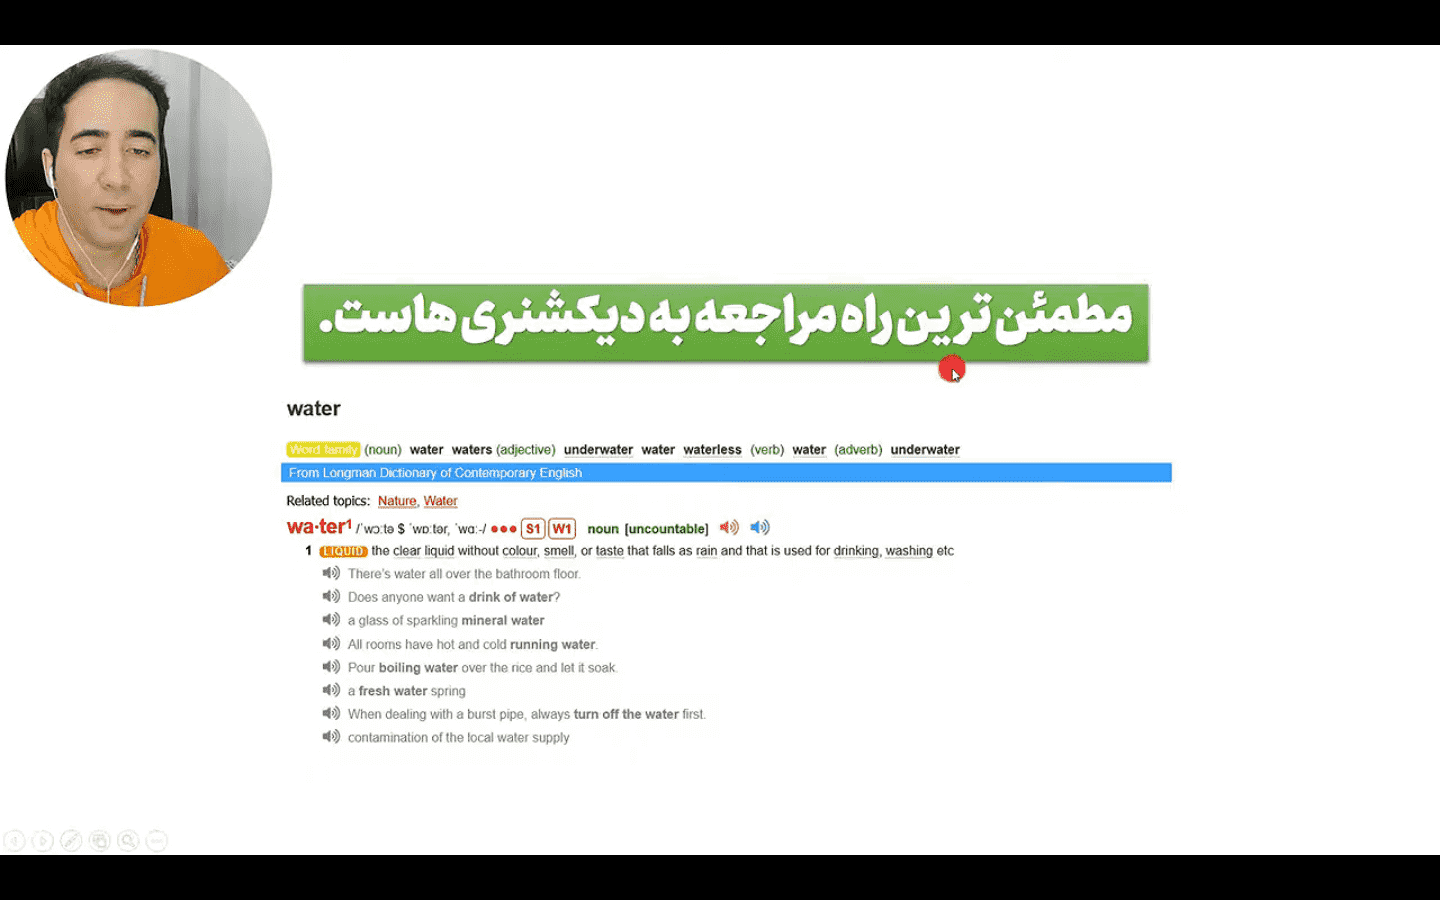 مطمئن ترین راه مراجعه به دیکشنری هاست.
water
Word family (noun) water waters (adjective) underwater water waterless (verb) water (adverb) underwater
From Longman Dictionary of Contemporary English
Related topics: Nature, Water
wa·ter¹ /ˈwɔːtə $ ˈwɒːtər, ˈwɑː-/ ●●● S1 W1 noun [uncountable]
1 LIQUID the clear liquid without colour, smell, or taste that falls as rain and that is used for drinking, washing etc
There's water all over the bathroom floor.
Does anyone want a drink of water?
a glass of sparkling mineral water
All rooms have hot and cold running water.
Pour boiling water over the rice and let it soak.
a fresh water spring
When dealing with a burst pipe, always turn off the water first.
contamination of the local water supply